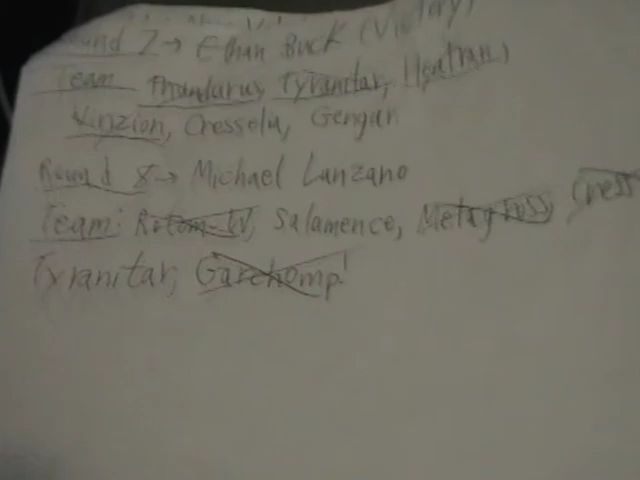 Round 7→ Ethan Buck (Victory)
Team Thundurus, Tyranitar, Heatran,
Virizion, Cresselia, Gengar
Round 8→ Michael Lanzano
Team: Rotom-W, Salamence, Metagross, Cress
Tyranitar, Garchomp